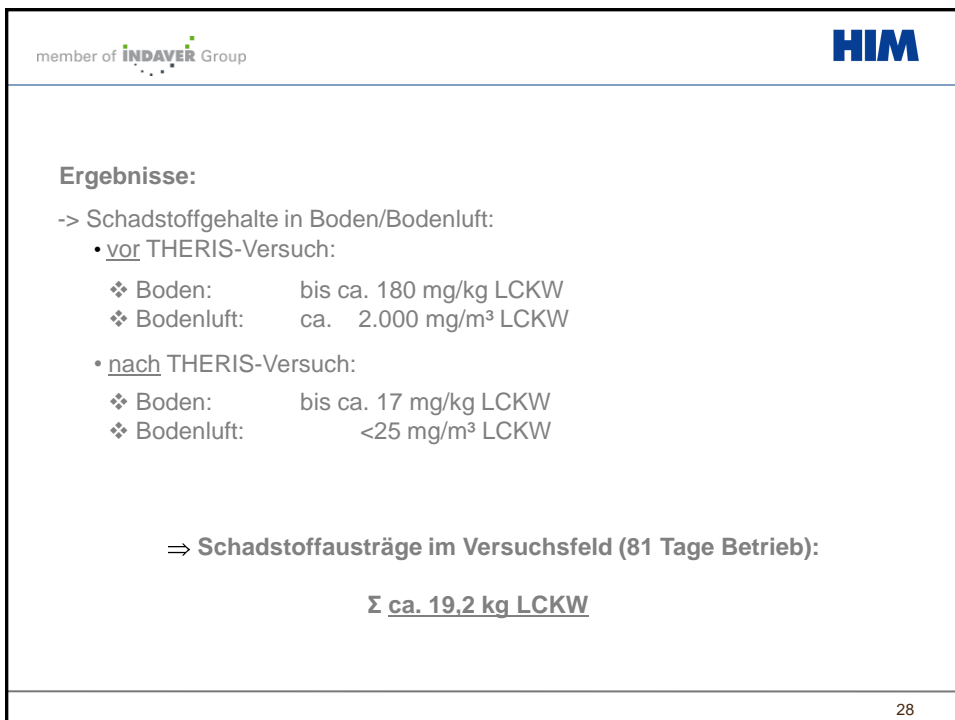 member of INDAVER Group
HIM
Ergebnisse:
-> Schadstoffgehalte in Boden/Bodenluft:
• vor THERIS-Versuch:
❖ Boden: bis ca. 180 mg/kg LCKW
❖ Bodenluft: ca. 2.000 mg/m³ LCKW
• nach THERIS-Versuch:
❖ Boden: bis ca. 17 mg/kg LCKW
❖ Bodenluft: <25 mg/m³ LCKW
⇒ Schadstoffausträge im Versuchsfeld (81 Tage Betrieb):
Σ ca. 19,2 kg LCKW
28